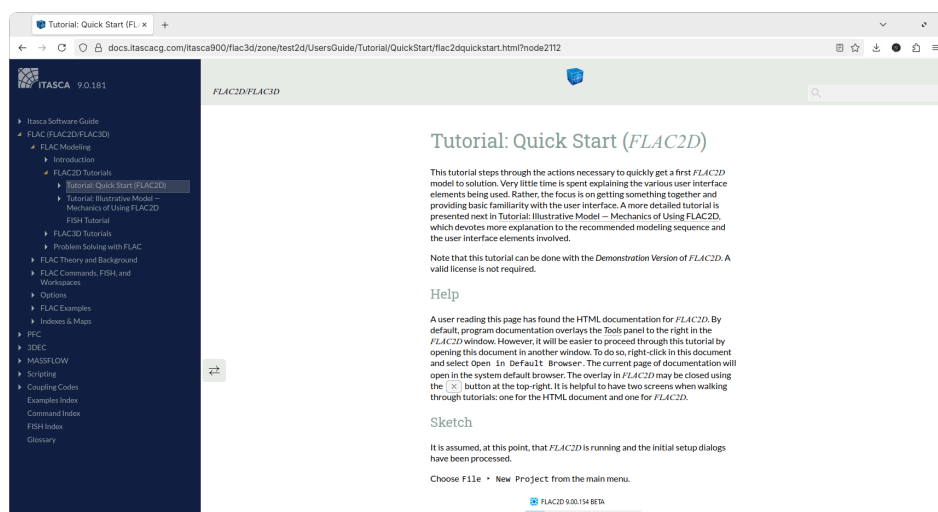 Tutorial: Quick Start (FL
docs.itascacg.com/itasca900/flac3d/zone/test2d/UsersGuide/Tutorial/QuickStart/flac2dquickstart.html?node2112
ITASCA 9.0.181
Itasca Software Guide
FLAC (FLAC2D/FLAC3D)
FLAC Modeling
Introduction
FLAC2D Tutorials
Tutorial: Quick Start (FLAC2D)
Tutorial: Illustrative Model —
Mechanics of Using FLAC2D
FISH Tutorial
FLAC3D Tutorials
Problem Solving with FLAC
FLAC Theory and Background
FLAC Commands, FISH, and
Workspaces
Options
FLAC Examples
Indexes & Maps
PFC
3DEC
MASSFLOW
Scripting
Coupling Codes
Examples Index
Command Index
FISH Index
Glossary
FLAC2D/FLAC3D
Tutorial: Quick Start (FLAC2D)
This tutorial steps through the actions necessary to quickly get a first FLAC2D
model to solution. Very little time is spent explaining the various user interface
elements being used. Rather, the focus is on getting something together and
providing basic familiarity with the user interface. A more detailed tutorial is
presented next in Tutorial: Illustrative Model — Mechanics of Using FLAC2D,
which devotes more explanation to the recommended modeling sequence and
the user interface elements involved.
Note that this tutorial can be done with the Demonstration Version of FLAC2D. A
valid license is not required.
Help
A user reading this page has found the HTML documentation for FLAC2D. By
default, program documentation overlays the Tools panel to the right in the
FLAC2D window. However, it will be easier to proceed through this tutorial by
opening this document in another window. To do so, right-click in this document
and select Open in Default Browser. The current page of documentation will
open in the system default browser. The overlay in FLAC2D may be closed using
the × button at the top-right. It is helpful to have two screens when walking
through tutorials: one for the HTML document and one for FLAC2D.
Sketch
It is assumed, at this point, that FLAC2D is running and the initial setup dialogs
have been processed.
Choose File ‣ New Project from the main menu.
FLAC2D 9.00.154 BETA